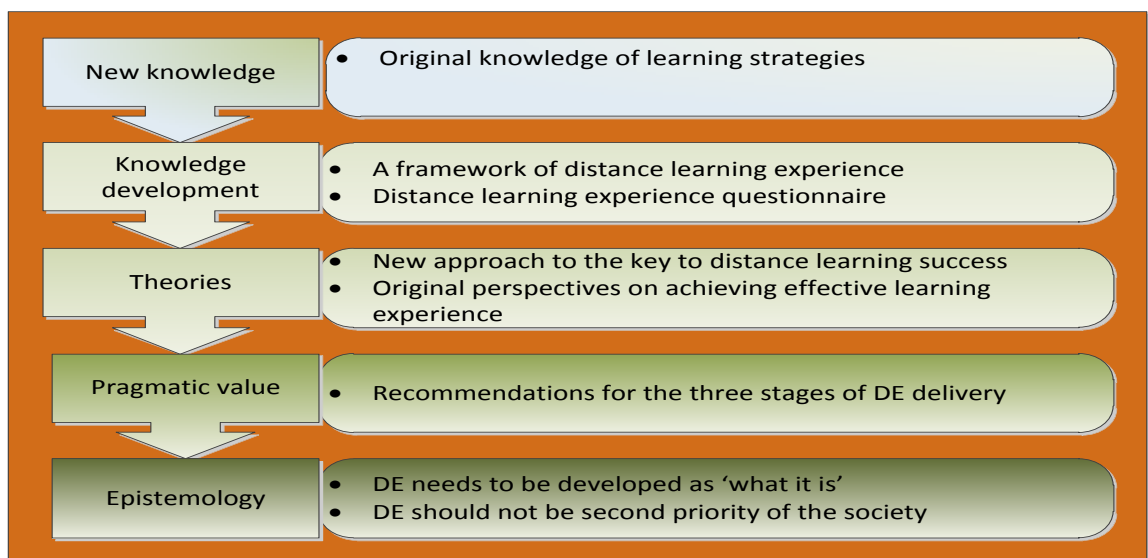 New knowledge
• Original knowledge of learning strategies
Knowledge
development
• A framework of distance learning experience
• Distance learning experience questionnaire
Theories
• New approach to the key to distance learning success
• Original perspectives on achieving effective learning
experience
Pragmatic value
• Recommendations for the three stages of DE delivery
Epistemology
• DE needs to be developed as ‘what it is’
• DE should not be second priority of the society